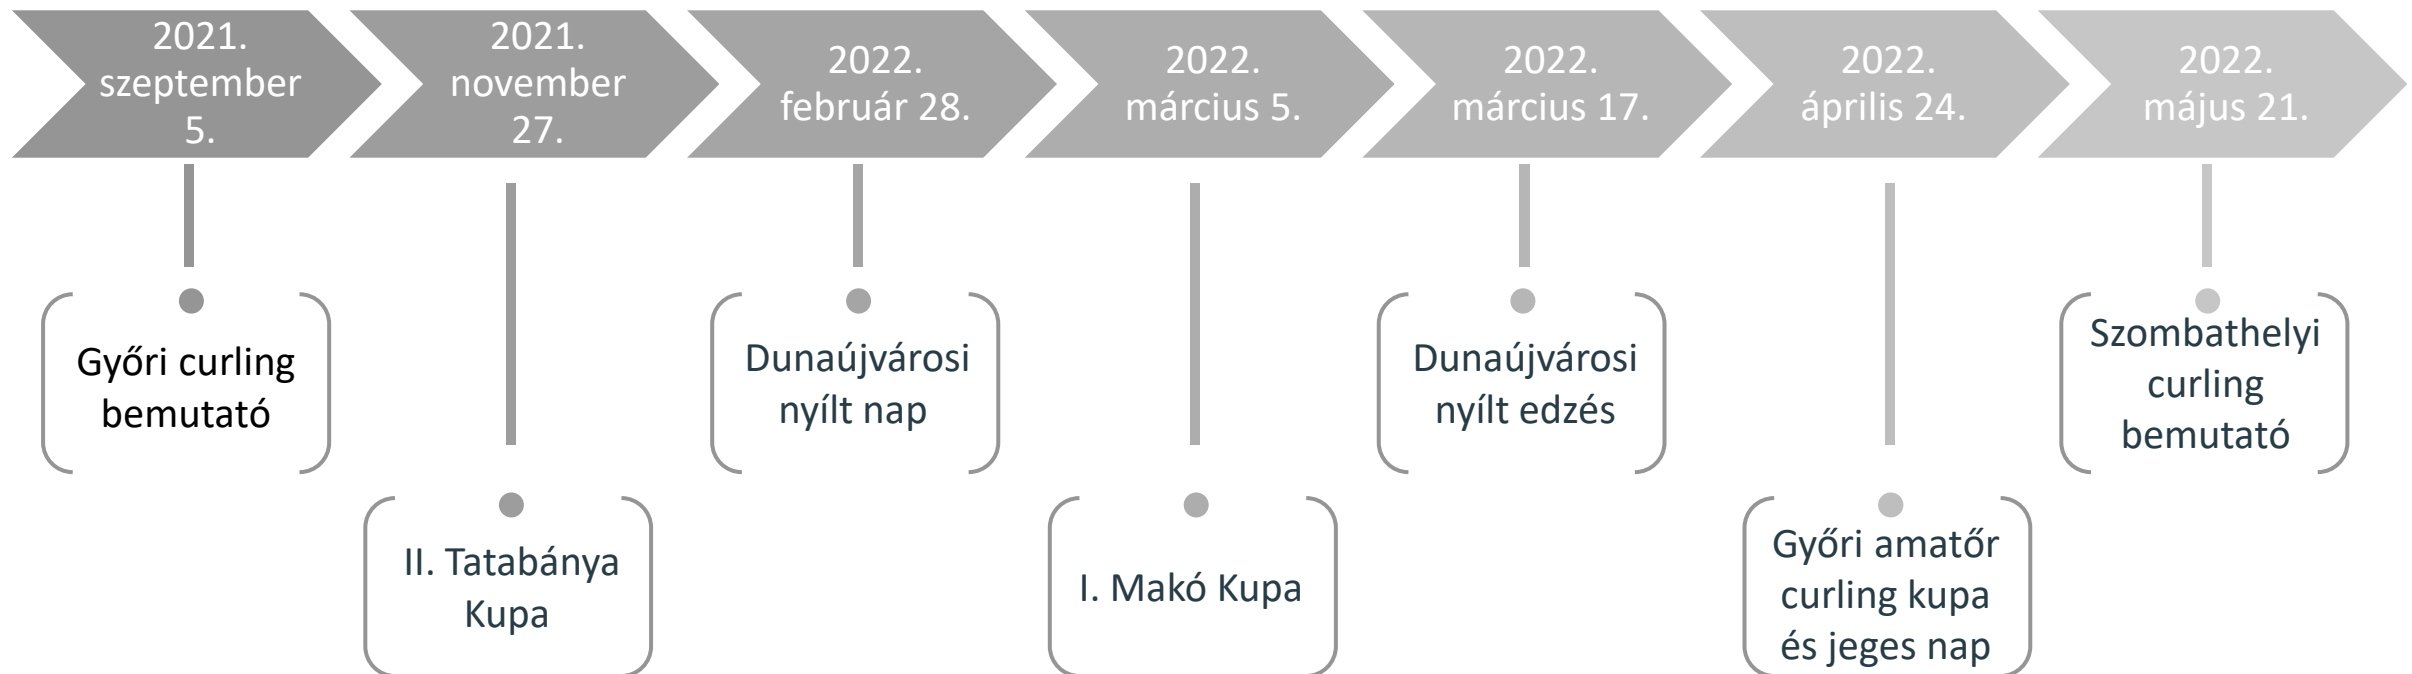 2021.
szeptember
5.
2021.
november
27.
2022.
február 28.
2022.
március 5.
2022.
március 17.
2022.
április 24.
2022.
május 21.
Győri curling
bemutató
II. Tatabánya
Kupa
Dunaújvárosi
nyílt nap
I. Makó Kupa
Dunaújvárosi
nyílt edzés
Győri amatőr
curling kupa
és jeges nap
Szombathelyi
curling
bemutató